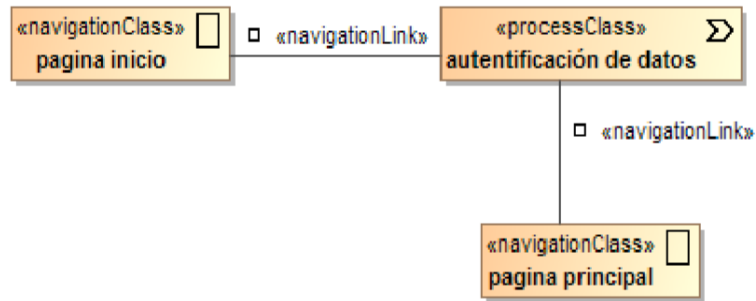 «navigationClass»
pagina inicio
«navigationLink»
«processClass»
autentificación de datos
«navigationLink»
«navigationClass»
pagina principal